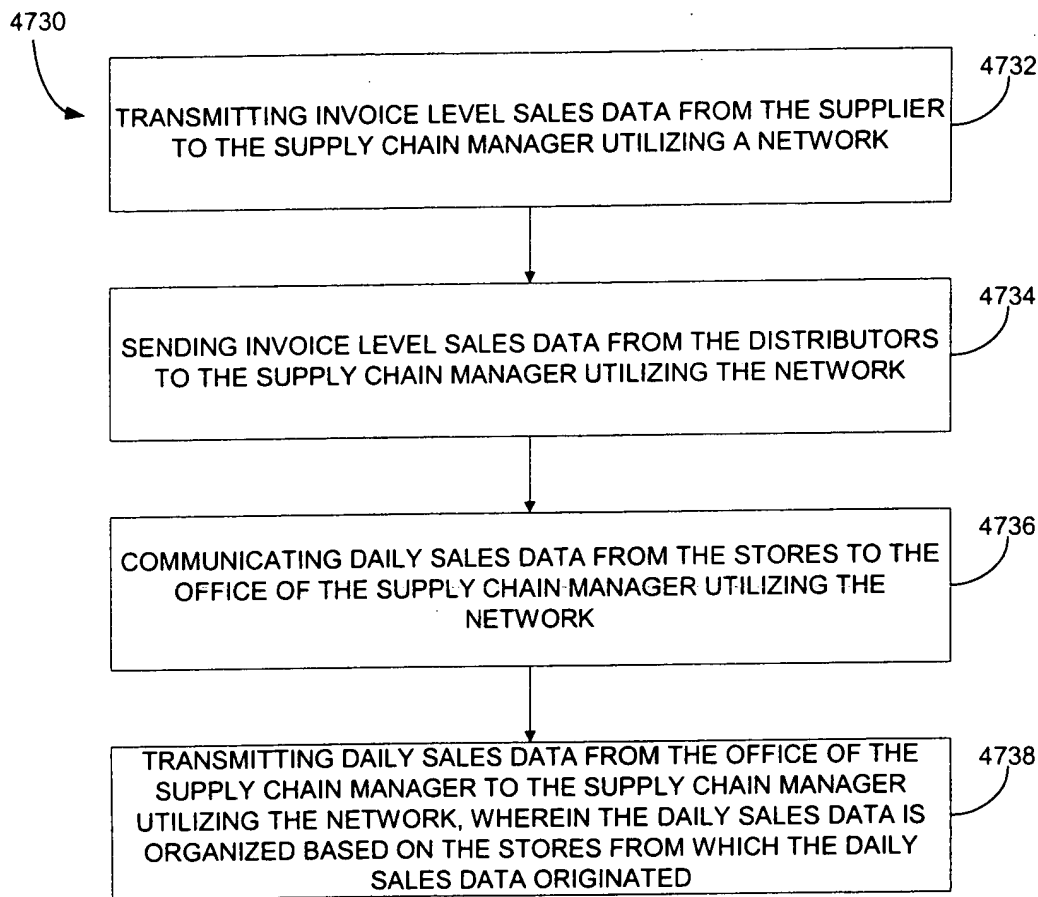 4730
4732
TRANSMITTING INVOICE LEVEL SALES DATA FROM THE SUPPLIER
TO THE SUPPLY CHAIN MANAGER UTILIZING A NETWORK
4734
SENDING INVOICE LEVEL SALES DATA FROM THE DISTRIBUTORS
TO THE SUPPLY CHAIN MANAGER UTILIZING THE NETWORK
4736
COMMUNICATING DAILY SALES DATA FROM THE STORES TO THE
OFFICE OF THE SUPPLY CHAIN MANAGER UTILIZING THE
NETWORK
4738
TRANSMITTING DAILY SALES DATA FROM THE OFFICE OF THE
SUPPLY CHAIN MANAGER TO THE SUPPLY CHAIN MANAGER
UTILIZING THE NETWORK, WHEREIN THE DAILY SALES DATA IS
ORGANIZED BASED ON THE STORES FROM WHICH THE DAILY
SALES DATA ORIGINATED